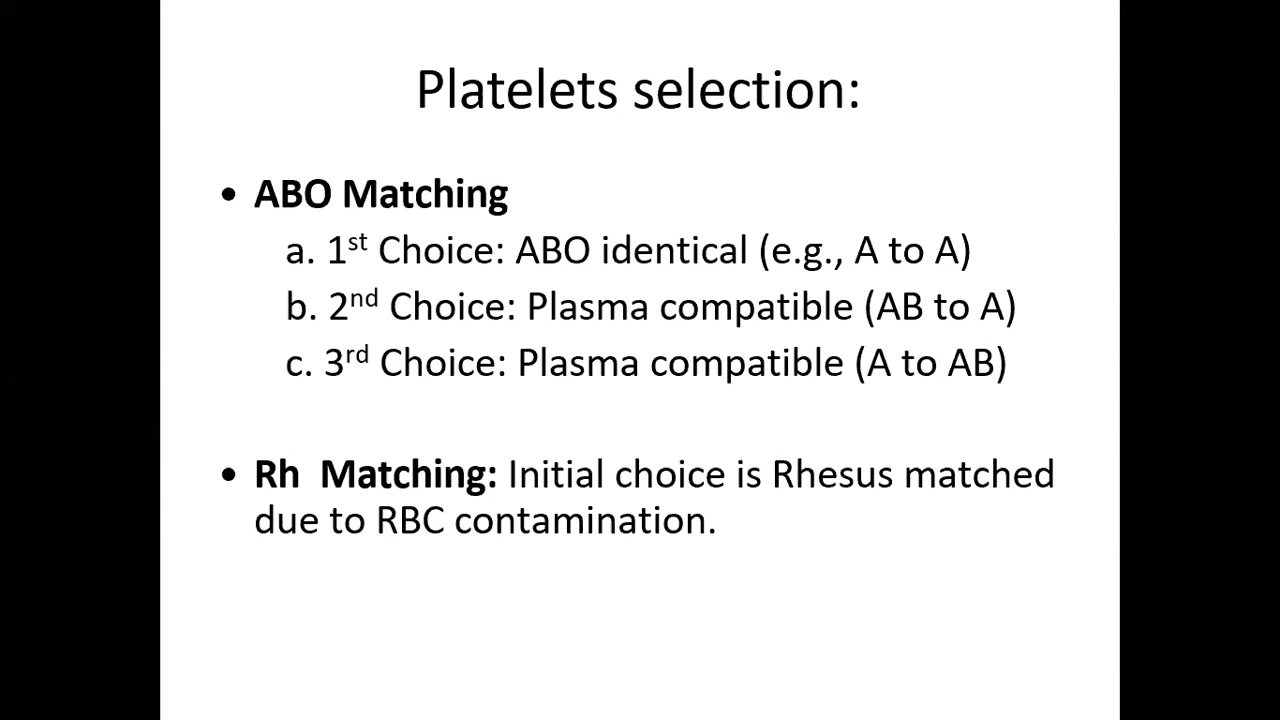 Platelets selection:
• ABO Matching
a. 1st Choice: ABO identical (e.g., A to A)
b. 2nd Choice: Plasma compatible (AB to A)
c. 3rd Choice: Plasma compatible (A to AB)
• Rh  Matching: Initial choice is Rhesus matched
due to RBC contamination.